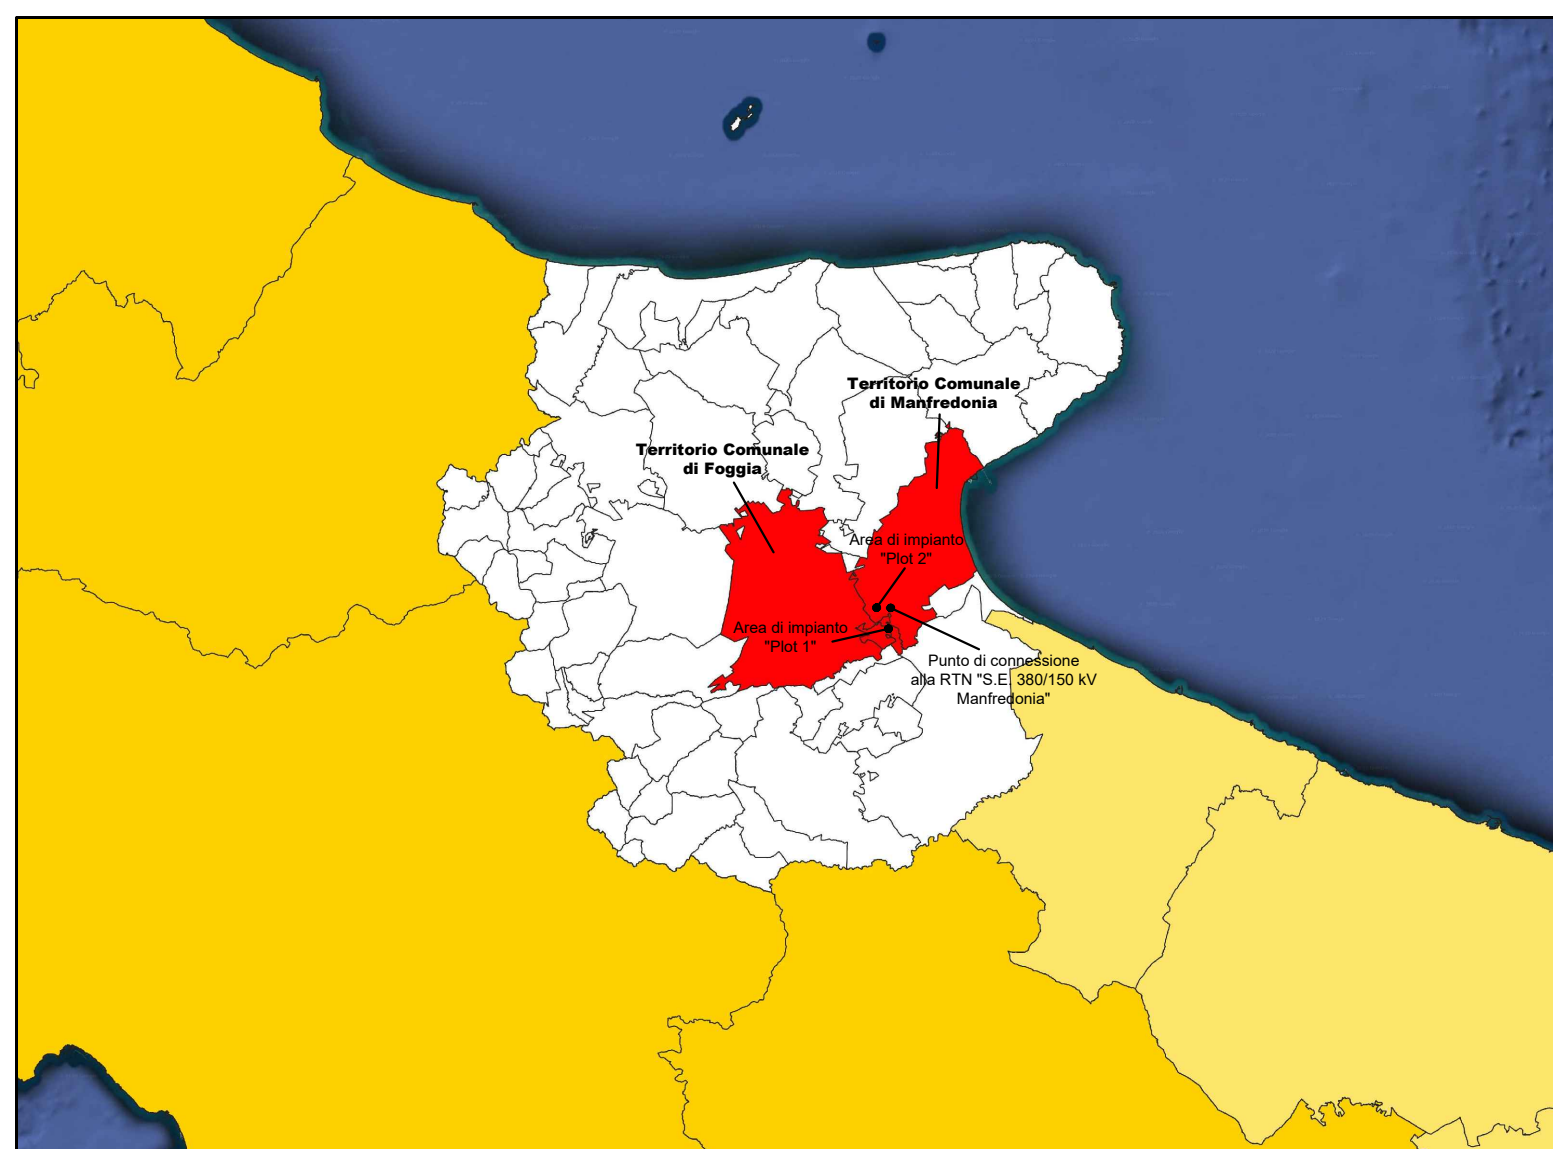 Territorio Comunale
di Manfredonia
Territorio Comunale
di Foggia
Area di impianto
"Plot 2"
Area di impianto
"Plot 1"
Punto di connessione
alla RTN "S.E. 380/150 kV
Manfredonia"